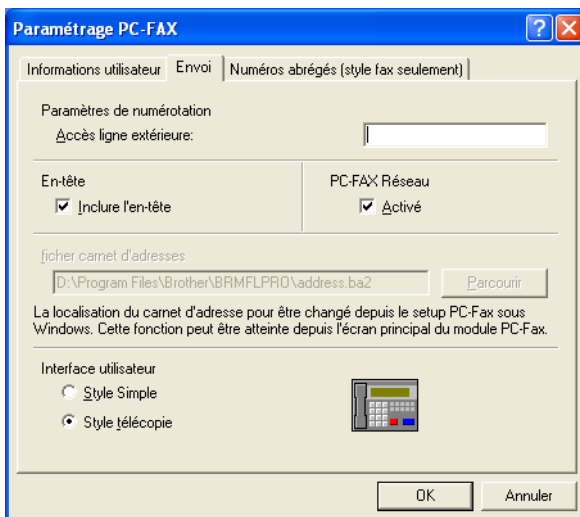 Paramétrage PC-FAX
Informations utilisateur
Envoi
Numéros abrégés (style fax seulement)
Paramètres de numérotation
Accès ligne extérieure:
En-tête
PC-FAX Réseau
Inclure l'en-tête
Activé
ficher carnet d'adresses
D:\Program Files\Brother\BRMFLPRO\address.ba2
Parcourir
La localisation du carnet d'adresse pour être changé depuis le setup PC-Fax sous
Windows. Cette fonction peut être atteinte depuis l'écran principal du module PC-Fax.
Interface utilisateur
Style Simple
Style télécopie
OK
Annuler